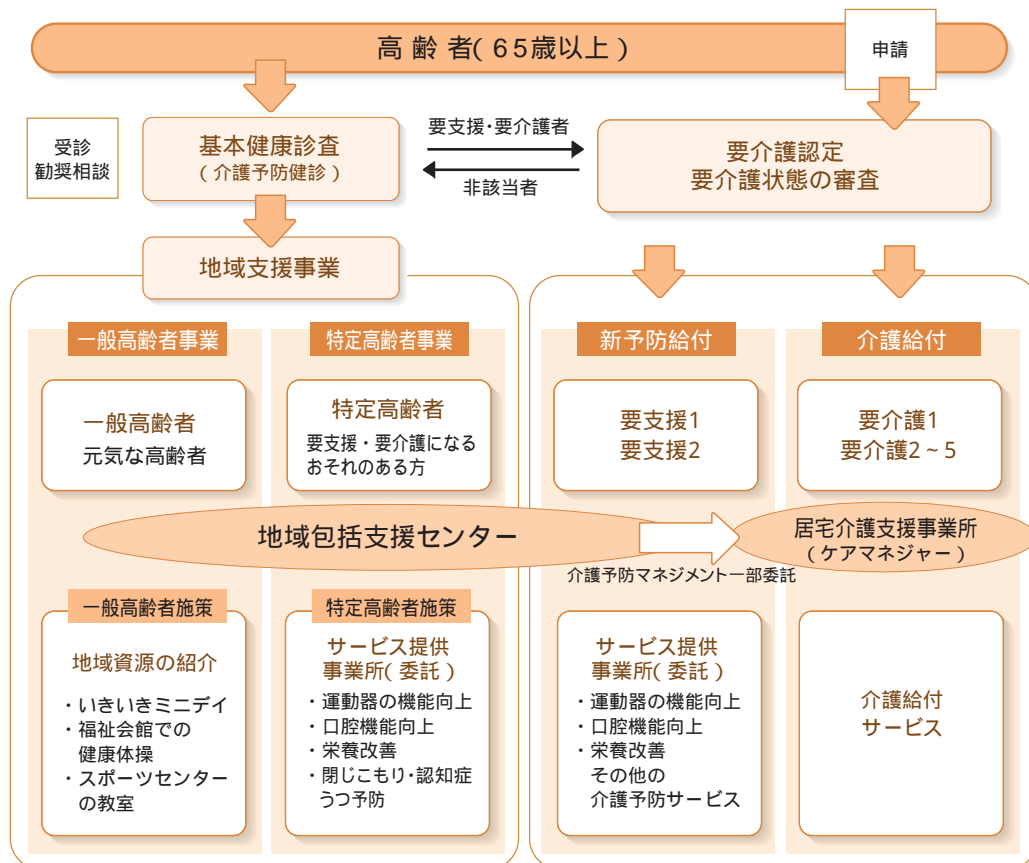 高齢者(65歳以上)
申請
受診
勧奨相談
基本健康診査
(介護予防健診)
要支援・要介護者
非該当者
要介護認定
要介護状態の審査
地域支援事業
一般高齢者事業
特定高齢者事業
新予防給付
介護給付
一般高齢者
元気な高齢者
特定高齢者
要支援・要介護になる
おそれのある方
要支援1
要支援2
要介護1
要介護2~5
地域包括支援センター
居宅介護支援事業所
(ケアマネジャー)
介護予防マネジメント一部委託
一般高齢者施策
地域資源の紹介
・いきいきミニデイ
・福祉会館での
健康体操
・スポーツセンター
の教室
特定高齢者施策
サービス提供
事業所(委託)
・運動器の機能向上
・口腔機能向上
・栄養改善
・閉じこもり・認知症
うつ予防
サービス提供
事業所(委託)
・運動器の機能向上
・口腔機能向上
・栄養改善
その他の
介護予防サービス
介護給付
サービス